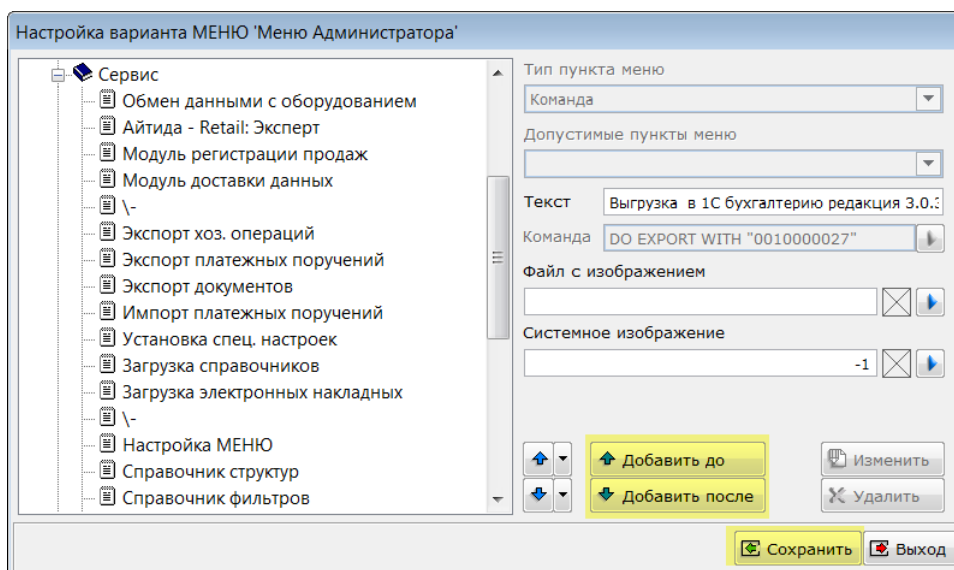 Настройка варианта МЕНЮ 'Меню Администратора'
Сервис
Обмен данными с оборудованием
Айтида - Retail: Эксперт
Модуль регистрации продаж
Модуль доставки данных
\-
Экспорт хоз. операций
Экспорт платежных поручений
Экспорт документов
Импорт платежных поручений
Установка спец. настроек
Загрузка справочников
Загрузка электронных накладных
\-
Настройка МЕНЮ
Справочник структур
Справочник фильтров
Тип пункта меню
Команда
Допустимые пункты меню
Текст Выгрузка в 1С бухгалтерию редакция 3.0.3
Команда DO EXPORT WITH "0010000027"
Файл с изображением
Системное изображение
-1
Добавить до Изменить
Добавить после Удалить
Сохранить Выход